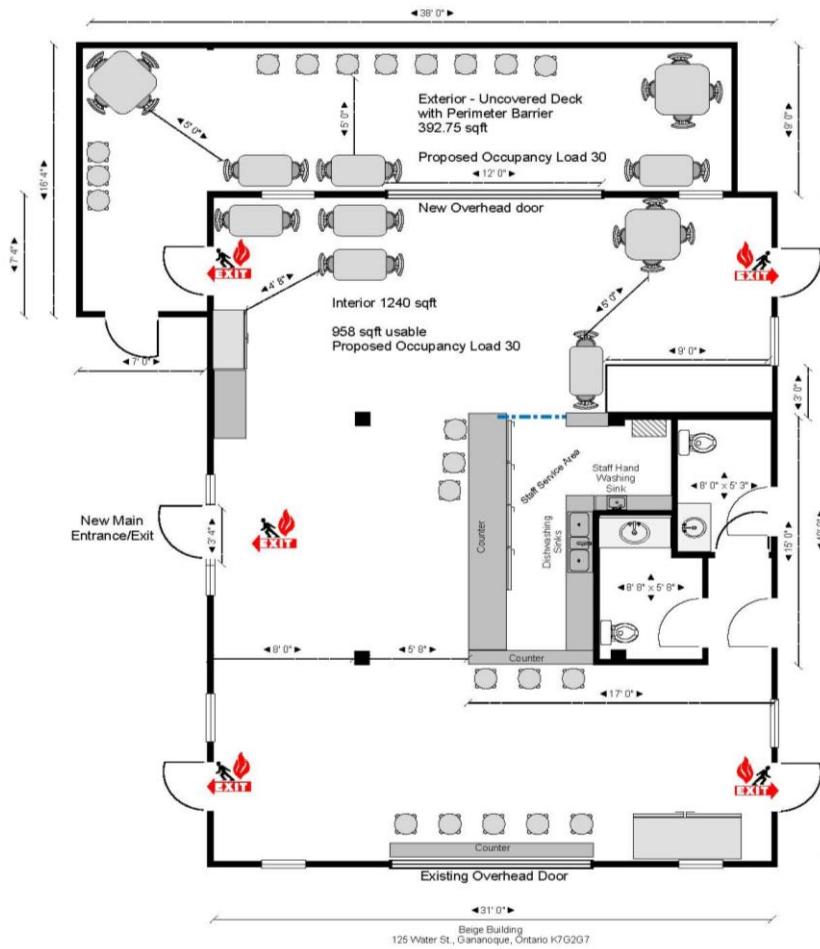 38' 0"
Exterior - Uncovered Deck
with Perimeter Barrier
392.75 sqft
Proposed Occupancy Load 30
5' 0"
5' 0"
9' 0"
16' 4"
12' 0"
New Overhead door
7' 4"
EXIT
EXIT
4' 8"
Interior 1240 sqft
958 sqft usable
Proposed Occupancy Load 30
5' 0"
7' 0"
9' 0"
3' 0"
Staff Service Area
Staff Hand
Washing
Sink
8' 0" x 5' 3"
New Main
Entrance/Exit
3' 4"
EXIT
Counter
Dishwashing
Sinks
15' 0"
8' 8" x 5' 8"
8' 0"
5' 8"
Counter
17' 0"
EXIT
EXIT
Counter
Existing Overhead Door
31' 0"
Beige Building
125 Water St., Gananoque, Ontario K7G2G7